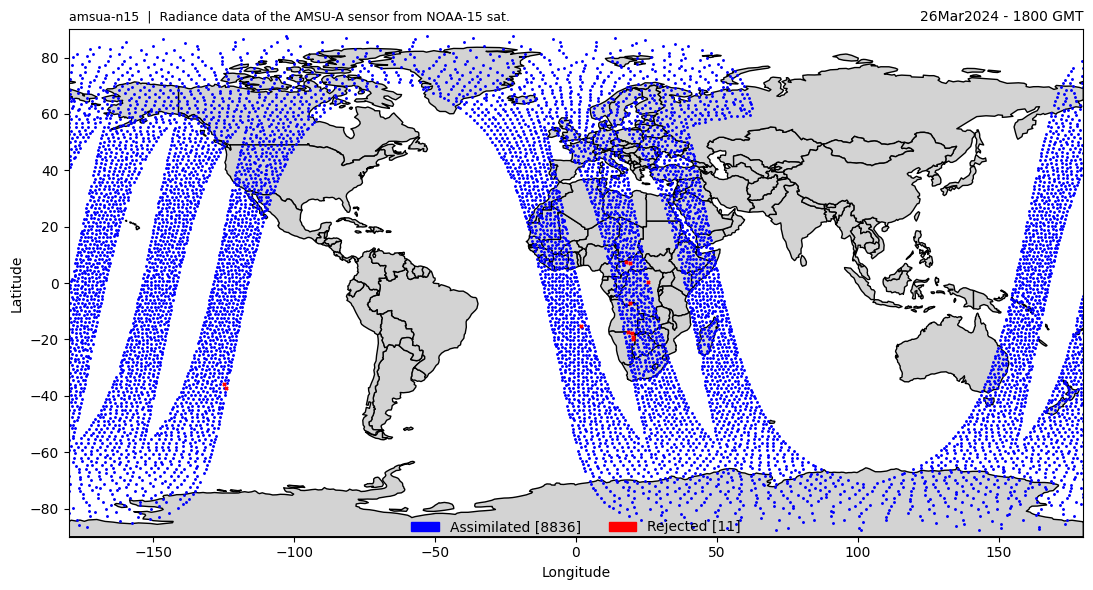 amsua-n15 | Radiance data of the AMSU-A sensor from NOAA-15 sat.
26Mar2024 - 1800 GMT
80
60
40
20
0
−20
−40
−60
−80
Latitude
Assimilated [8836]
Rejected [11]
−150
−100
−50
0
50
100
150
Longitude